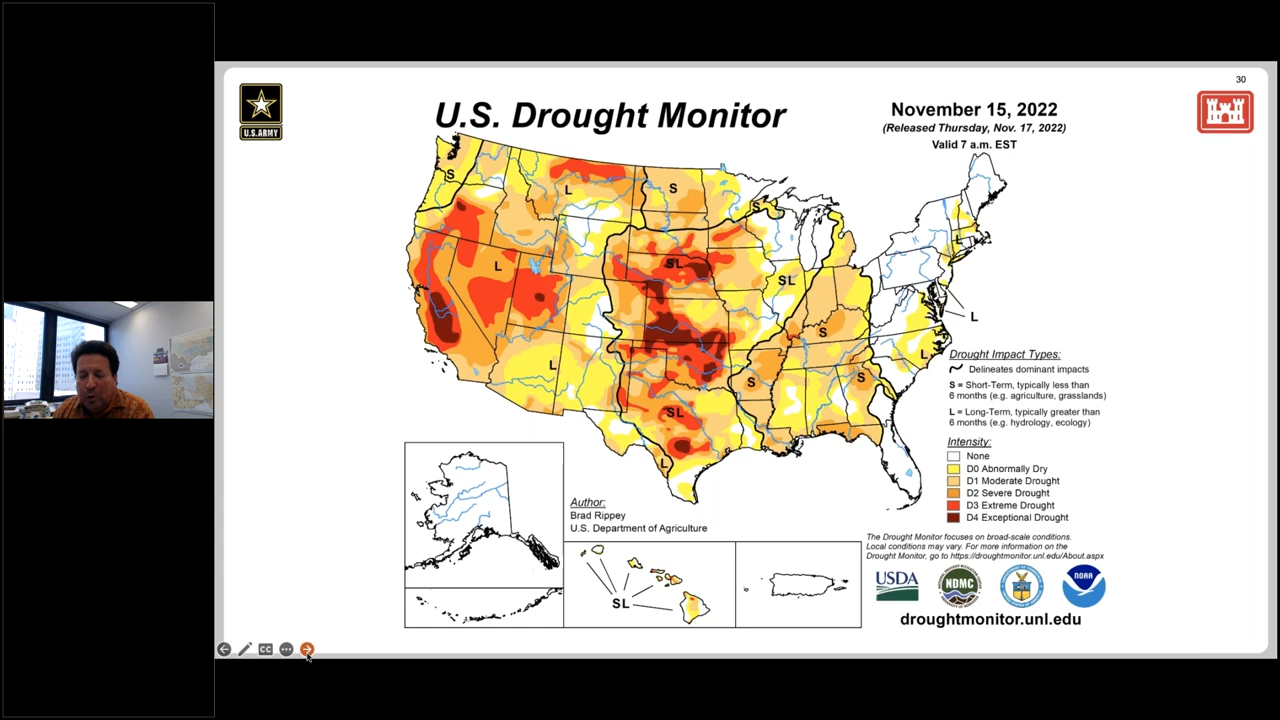 30
U.S. ARMY
U.S. Drought Monitor
November 15, 2022
(Released Thursday, Nov. 17, 2022)
Valid 7 a.m. EST
S
L
S
S
L
L
SL
SL
S
L
L
L
S
S
SL
L
Drought Impact Types:
Delineates dominant impacts
S = Short-Term, typically less than
6 months (e.g. agriculture, grasslands)
L = Long-Term, typically greater than
6 months (e.g. hydrology, ecology)
Intensity:
None
D0 Abnormally Dry
D1 Moderate Drought
D2 Severe Drought
D3 Extreme Drought
D4 Exceptional Drought
Author:
Brad Rippey
U.S. Department of Agriculture
SL
The Drought Monitor focuses on broad-scale conditions.
Local conditions may vary. For more information on the
Drought Monitor, go to https://droughtmonitor.unl.edu/About.aspx
USDA
NDMC
NOAA
droughtmonitor.unl.edu
CC